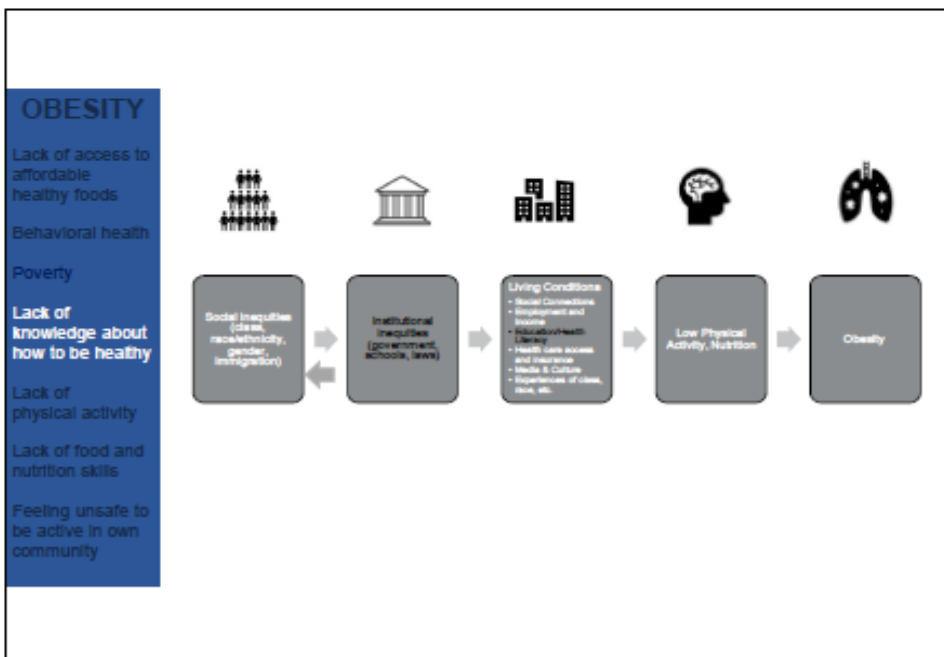 OBESITY
Lack of access to
affordable
healthy foods
Behavioral health
Poverty
Lack of
knowledge about
how to be healthy
Lack of
physical activity
Lack of food and
nutrition skills
Feeling unsafe to
be active in own
community
Social Inequities
(class,
race/ethnicity,
gender,
immigration)
Institutional
Inequities
(government,
schools, laws)
Living Conditions
• Social Connections
• Employment and
Income
• Education/Health
Literacy
• Health care access
and insurance
• Media & Culture
• Experiences of class,
race, etc.
Low Physical
Activity, Nutrition
Obesity